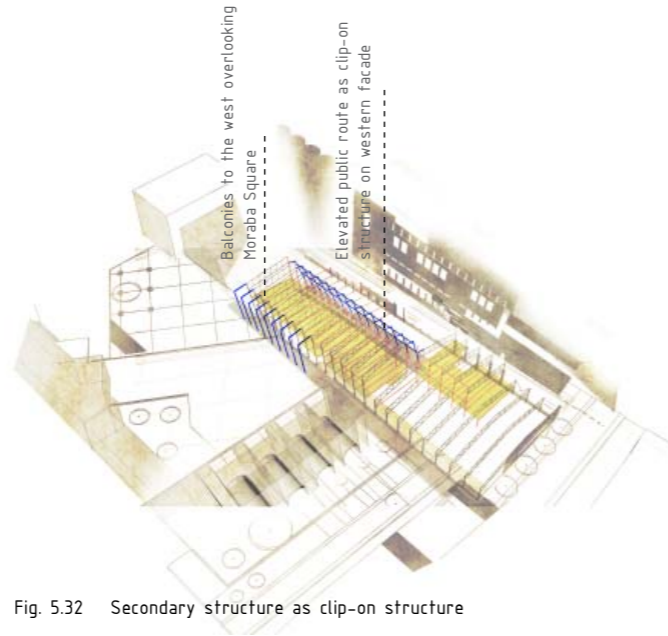 Balconies to the west overlooking
Moraba Square
Elevated public route as clip-on
structure on western facade
Fig. 5.32 Secondary structure as clip-on structure